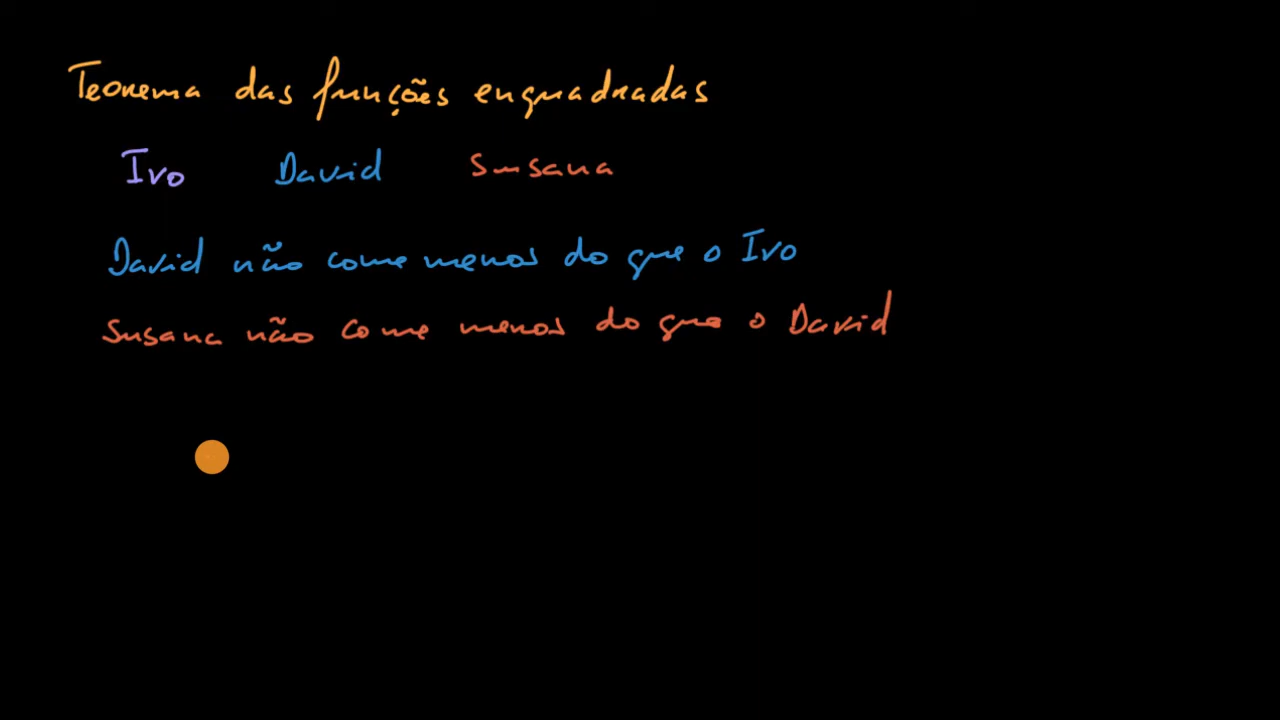 Teorema das funções enquadradas
Ivo David Susana
David não come menos do que o Ivo
Susana não come menos do que o David